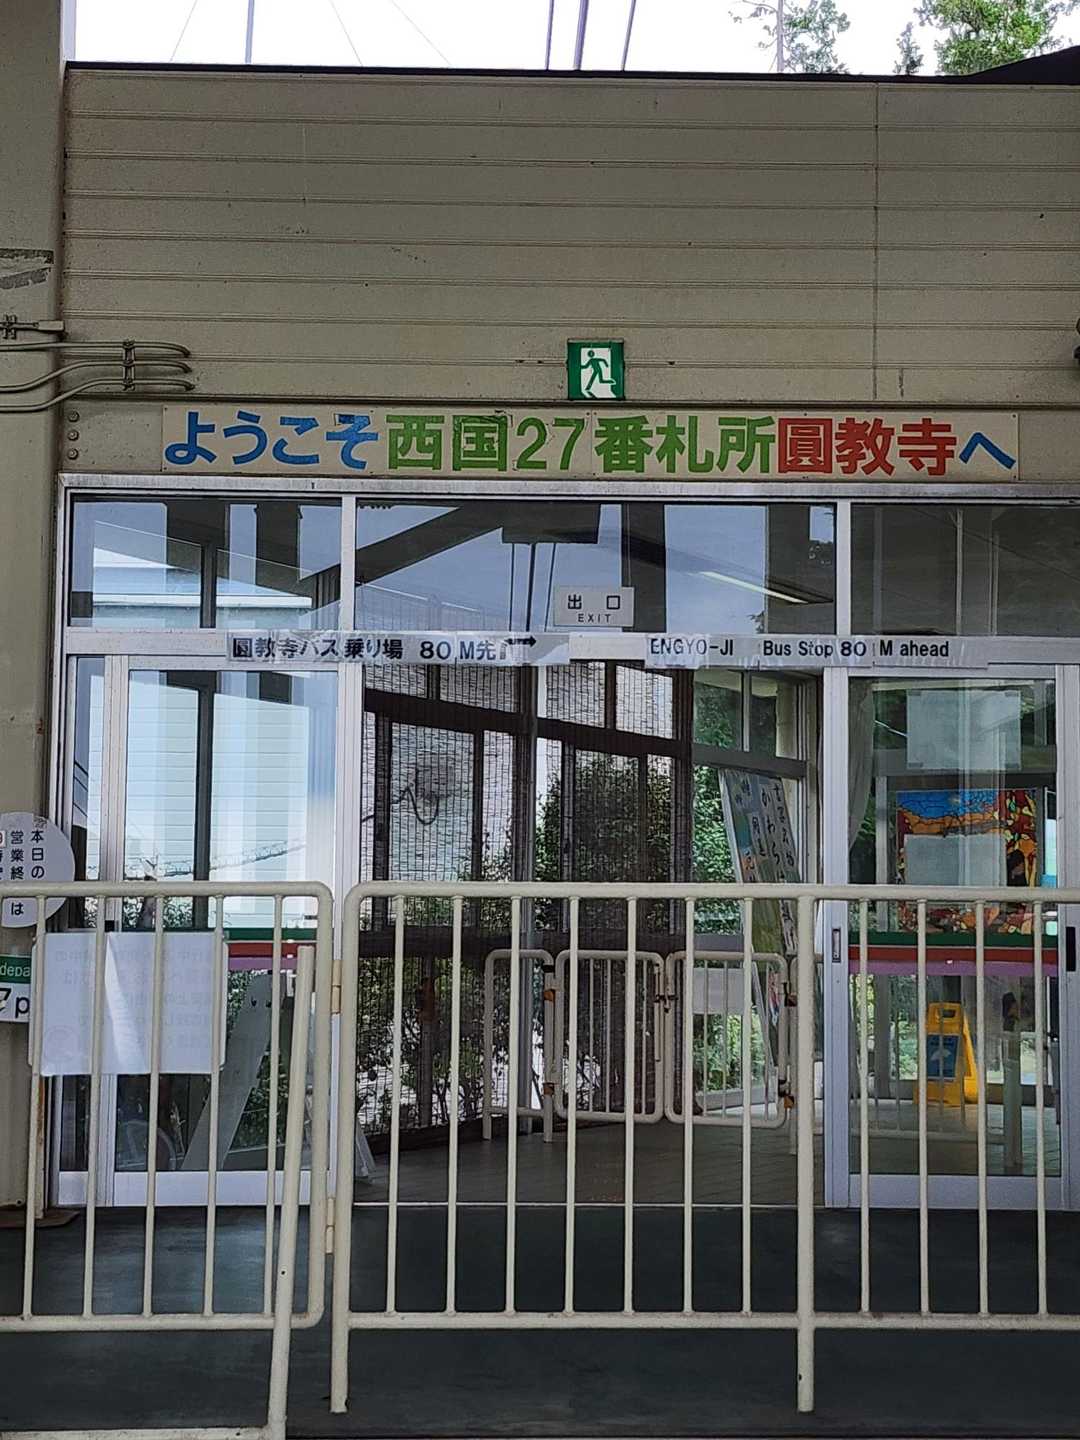 ようこそ西国27番札所圓教寺へ
出口
EXIT
圓教寺バス乗り場 80M先
ENGYO-JI Bus Stop 80 M ahead
本日の
営業終
は
depa
7p